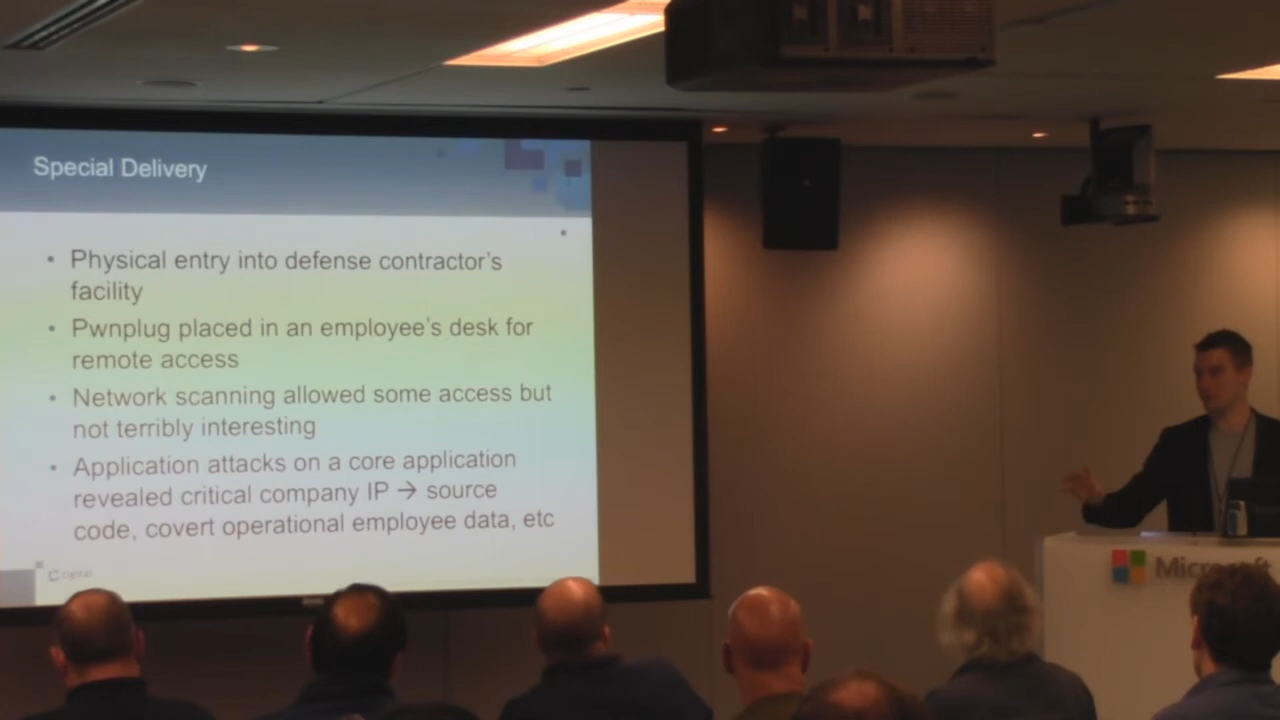 Special Delivery
• Physical entry into defense contractor's
facility
• Pwnplug placed in an employee's desk for
remote access
• Network scanning allowed some access but
not terribly interesting
• Application attacks on a core application
revealed critical company IP → source
code, covert operational employee data, etc
cigital
Microsoft